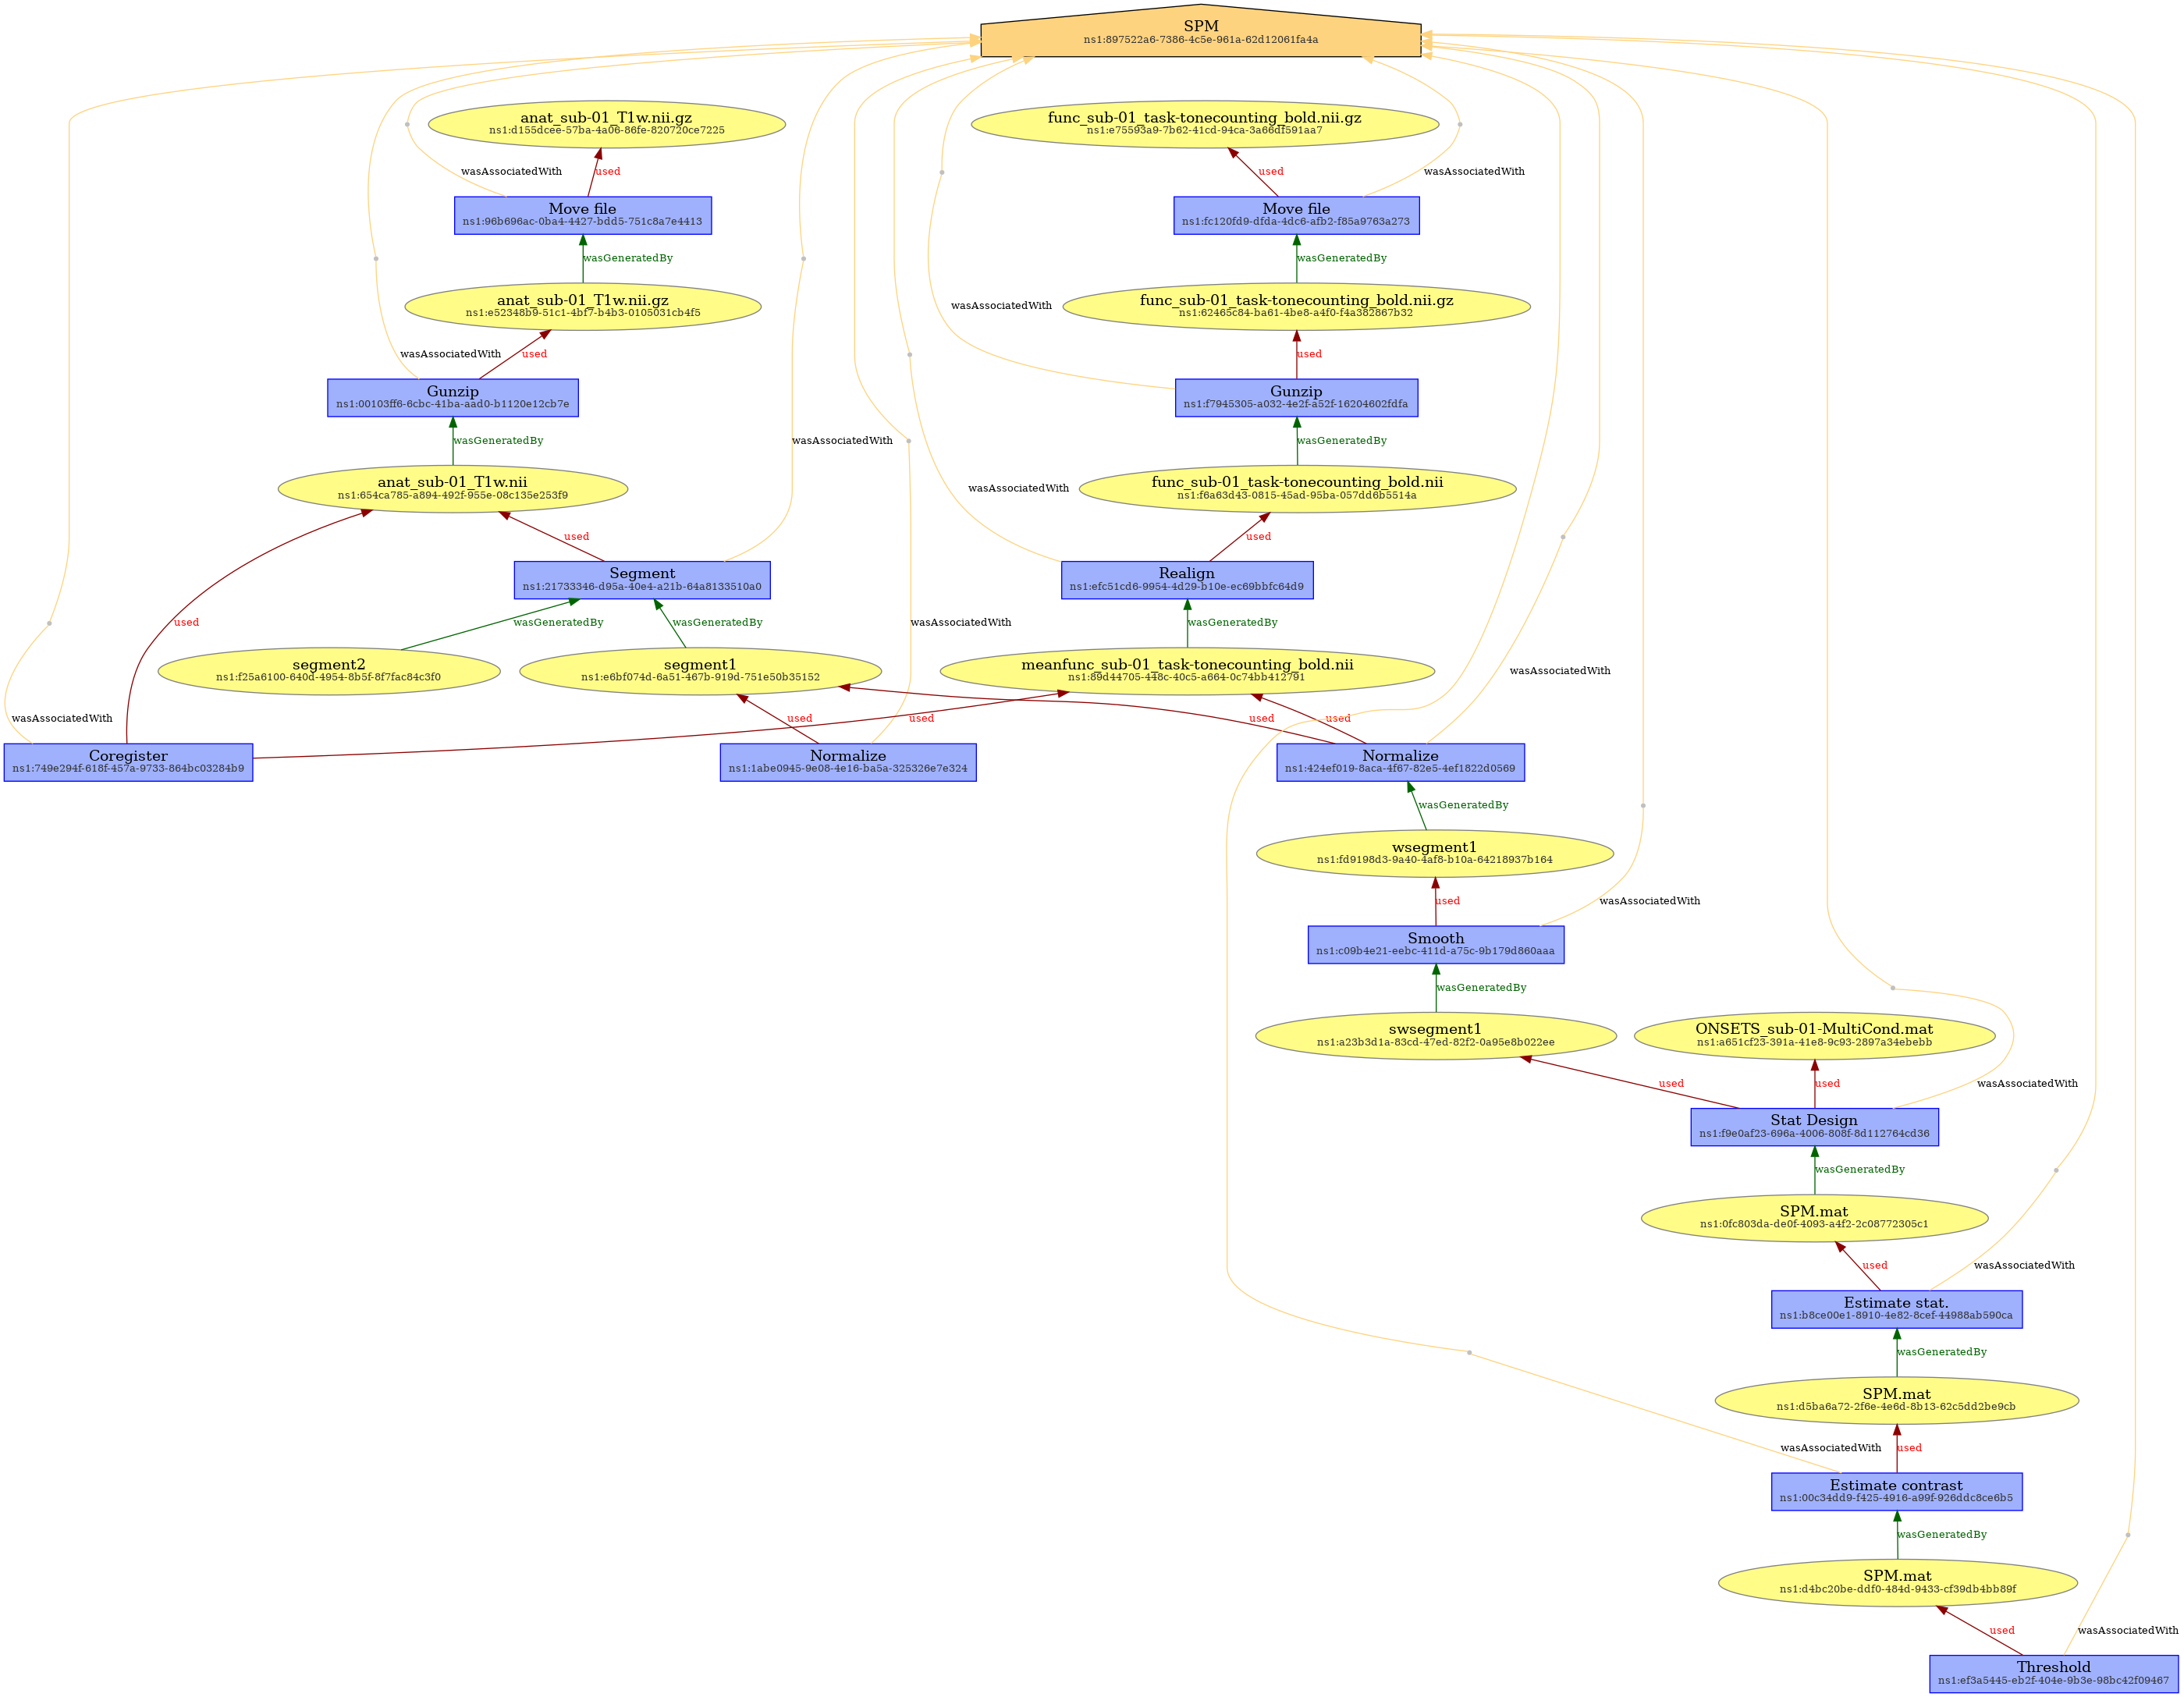 SPM
ns1:897522a6-7386-4c5e-961a-62d12061fa4a
anat_sub-01_T1w.nii.gz
ns1:d155dcee-57ba-4a06-86fe-820720ce7225
func_sub-01_task-tonecounting_bold.nii.gz
ns1:e75593a9-7b62-41cd-94ca-3a66df591aa7
wasAssociatedWith
used
used
wasAssociatedWith
Move file
ns1:96b696ac-0ba4-4427-bdd5-751c8a7e4413
Move file
ns1:fc120fd9-dfda-4dc6-afb2-f85a9763a273
wasGeneratedBy
wasGeneratedBy
anat_sub-01_T1w.nii.gz
ns1:e52348b9-51c1-4bf7-b4b3-0105031cb4f5
wasAssociatedWith
func_sub-01_task-tonecounting_bold.nii.gz
ns1:62465c84-ba61-4be8-a4f0-f4a382867b32
wasAssociatedWith
used
used
Gunzip
ns1:00103ff6-6cbc-41ba-aad0-b1120e12cb7e
Gunzip
ns1:f7945305-a032-4e2f-a52f-16204602fdfa
wasGeneratedBy
wasAssociatedWith
wasGeneratedBy
anat_sub-01_T1w.nii
ns1:654ca785-a894-492f-955e-08c135e253f9
wasAssociatedWith
func_sub-01_task-tonecounting_bold.nii
ns1:f6a63d43-0815-45ad-95ba-057dd6b5514a
used
used
Segment
ns1:21733346-d95a-40e4-a21b-64a8133510a0
Realign
ns1:efc51cd6-9954-4d29-b10e-ec69bbfc64d9
used
wasGeneratedBy
wasGeneratedBy
wasAssociatedWith
wasGeneratedBy
segment2
ns1:f25a6100-640d-4954-8b5f-8f7fac84c3f0
segment1
ns1:e6bf074d-6a51-467b-919d-751e50b35152
meanfunc_sub-01_task-tonecounting_bold.nii
ns1:89d44705-448c-40c5-a664-0c74bb412791
wasAssociatedWith
wasAssociatedWith
used
used
used
used
Coregister
ns1:749e294f-618f-457a-9733-864bc03284b9
Normalize
ns1:1abe0945-9e08-4e16-ba5a-325326e7e324
Normalize
ns1:424ef019-8aca-4f67-82e5-4ef1822d0569
wasGeneratedBy
wsegment1
ns1:fd9198d3-9a40-4af8-b10a-64218937b164
used
wasAssociatedWith
Smooth
ns1:c09b4e21-eebc-411d-a75c-9b179d860aaa
wasGeneratedBy
swsegment1
ns1:a23b3d1a-83cd-47ed-82f2-0a95e8b022ee
ONSETS_sub-01-MultiCond.mat
ns1:a651cf23-391a-41e8-9c93-2897a34ebebb
used
used
wasAssociatedWith
Stat Design
ns1:f9e0af23-696a-4006-808f-8d112764cd36
wasGeneratedBy
SPM.mat
ns1:0fc803da-de0f-4093-a4f2-2c08772305c1
used
wasAssociatedWith
Estimate stat.
ns1:b8ce00e1-8910-4e82-8cef-44988ab590ca
wasGeneratedBy
SPM.mat
ns1:d5ba6a72-2f6e-4e6d-8b13-62c5dd2be9cb
wasAssociatedWith
used
Estimate contrast
ns1:00c34dd9-f425-4916-a99f-926ddc8ce6b5
wasGeneratedBy
SPM.mat
ns1:d4bc20be-ddf0-484d-9433-cf39db4bb89f
used
wasAssociatedWith
Threshold
ns1:ef3a5445-eb2f-404e-9b3e-98bc42f09467